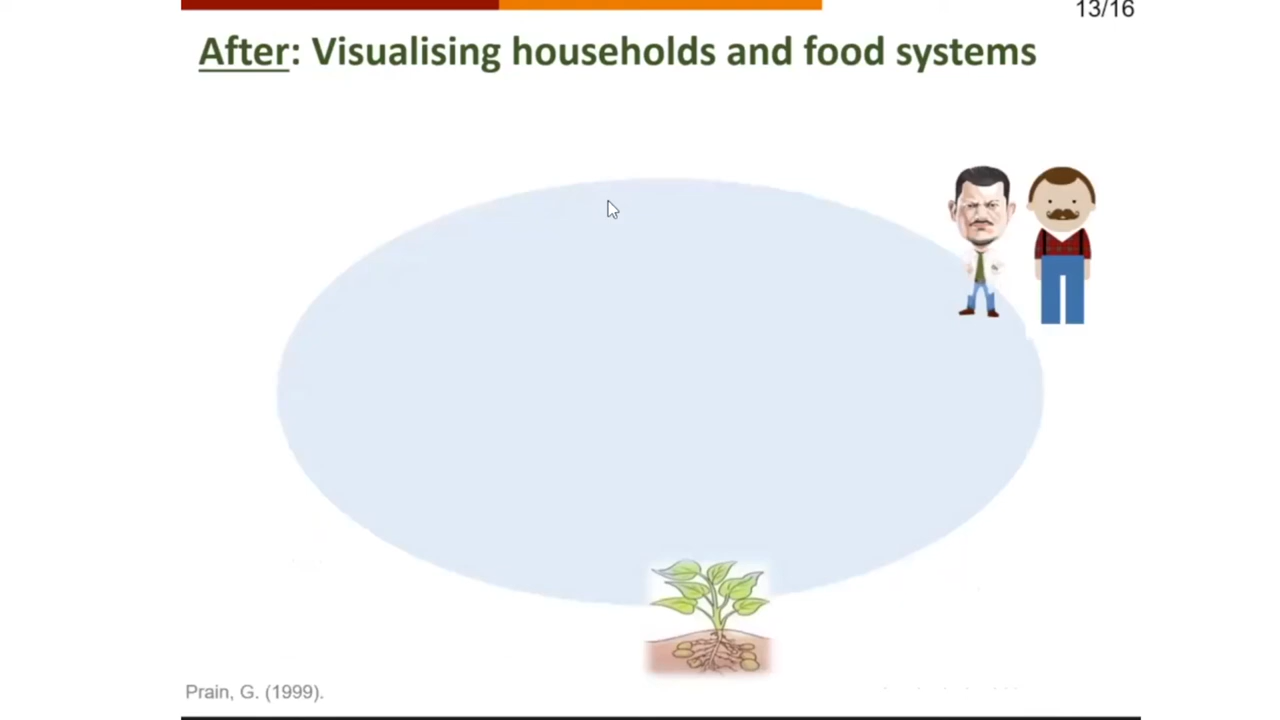 13/16
After: Visualising households and food systems
Prain, G. (1999).